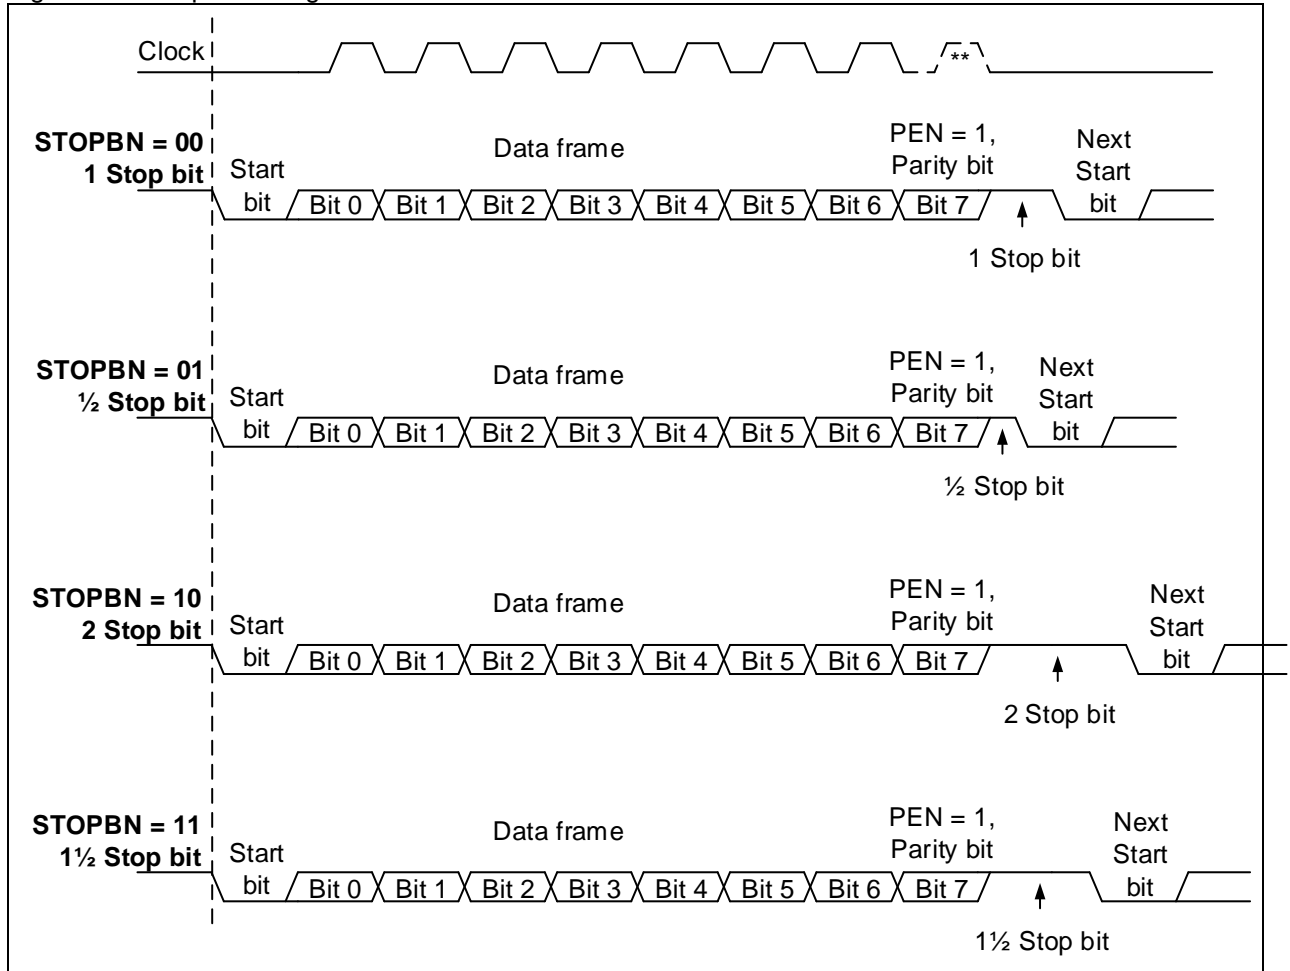 Clock
**
STOPBN = 00
1 Stop bit
Start
bit
Data frame
PEN = 1,
Parity bit
Next
Start
bit
Bit 0 Bit 1 Bit 2 Bit 3 Bit 4 Bit 5 Bit 6 Bit 7
1 Stop bit
STOPBN = 01
½ Stop bit
Start
bit
Data frame
PEN = 1,
Parity bit
Next
Start
bit
Bit 0 Bit 1 Bit 2 Bit 3 Bit 4 Bit 5 Bit 6 Bit 7
½ Stop bit
STOPBN = 10
2 Stop bit
Start
bit
Data frame
PEN = 1,
Parity bit
Next
Start
bit
Bit 0 Bit 1 Bit 2 Bit 3 Bit 4 Bit 5 Bit 6 Bit 7
2 Stop bit
STOPBN = 11
1½ Stop bit
Start
bit
Data frame
PEN = 1,
Parity bit
Next
Start
bit
Bit 0 Bit 1 Bit 2 Bit 3 Bit 4 Bit 5 Bit 6 Bit 7
1½ Stop bit